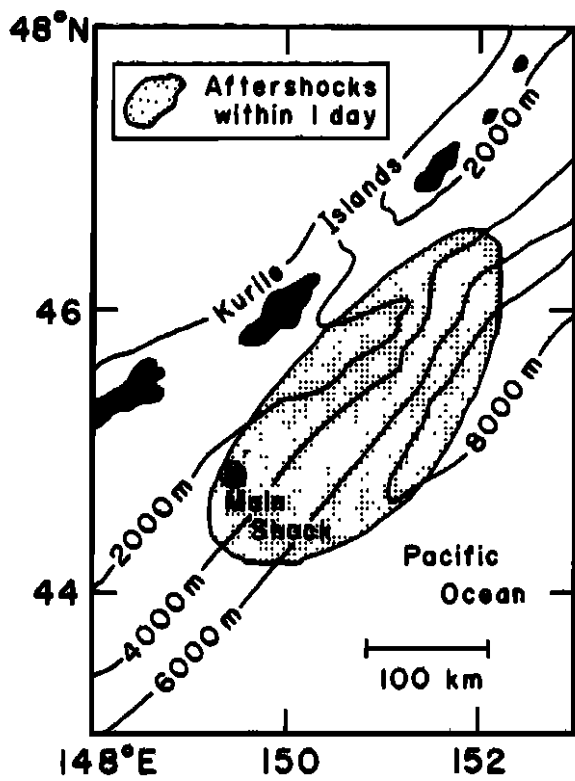 48°N
Aftershocks
within 1 day
2000m
Kurile Islands
46
8000m
Main
Shock
2000m
44
4000m
6000m
Pacific
Ocean
100 km
148°E
150
152